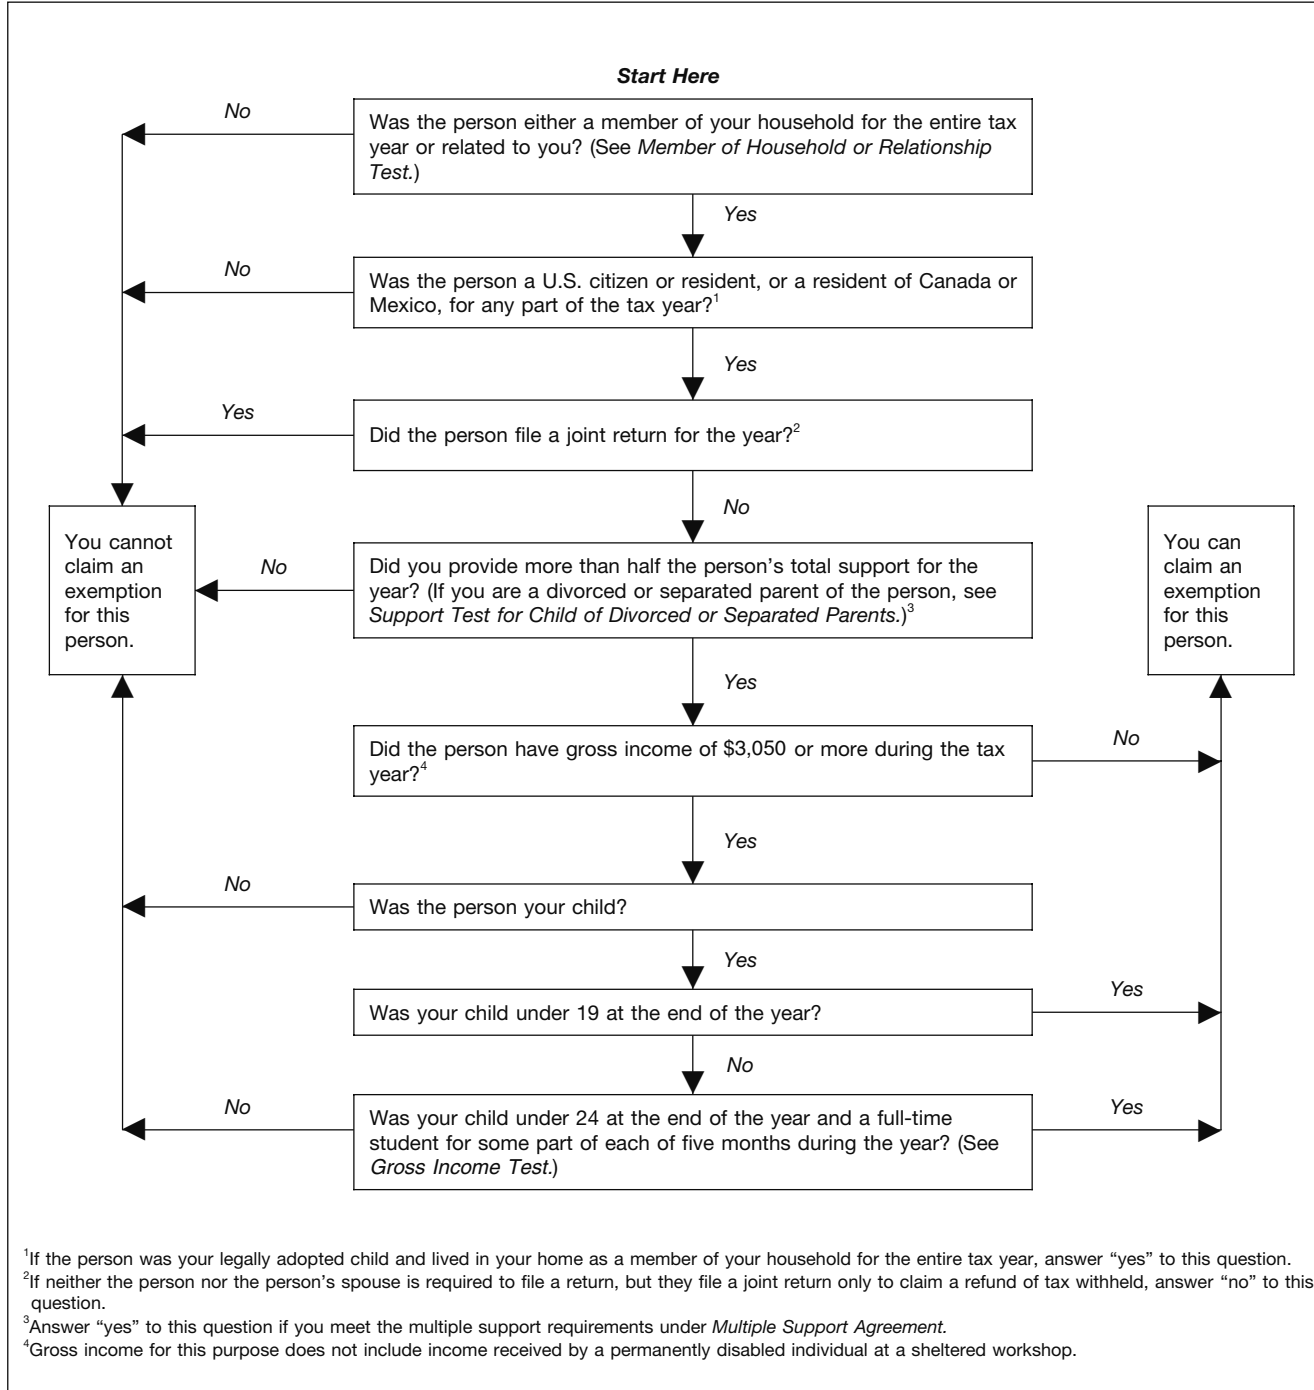 Start Here
No
Was the person either a member of your household for the entire tax
year or related to you? (See Member of Household or Relationship
Test.)
Yes
No
Was the person a U.S. citizen or resident, or a resident of Canada or
Mexico, for any part of the tax year?1
Yes
Yes
Did the person file a joint return for the year?2
No
You cannot
claim an
exemption
for this
person.
No
Did you provide more than half the person's total support for the
year? (If you are a divorced or separated parent of the person, see
Support Test for Child of Divorced or Separated Parents.)3
You can
claim an
exemption
for this
person.
Yes
Did the person have gross income of $3,050 or more during the tax
year?4
No
Yes
No
Was the person your child?
Yes
Was your child under 19 at the end of the year?
Yes
No
No
Was your child under 24 at the end of the year and a full-time
student for some part of each of five months during the year? (See
Gross Income Test.)
Yes
1If the person was your legally adopted child and lived in your home as a member of your household for the entire tax year, answer “yes” to this question.
2If neither the person nor the person's spouse is required to file a return, but they file a joint return only to claim a refund of tax withheld, answer “no” to this
question.
3Answer “yes” to this question if you meet the multiple support requirements under Multiple Support Agreement.
4Gross income for this purpose does not include income received by a permanently disabled individual at a sheltered workshop.